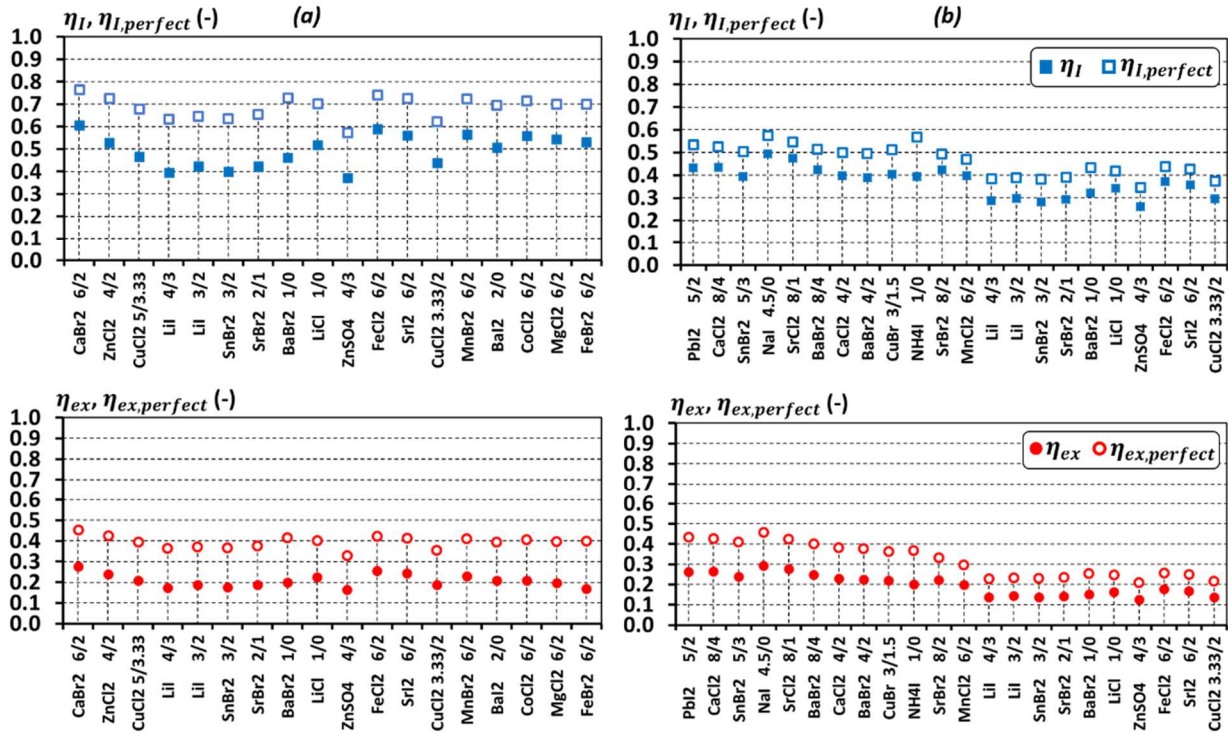 η_I, η_I,perfect (-) (a)
1.0
0.9
0.8
0.7
0.6
0.5
0.4
0.3
0.2
0.1
0.0
CaBr2 6/2
ZnCl2 4/2
CuCl2 5/3.33
LiI 4/3
LiI 3/2
SnBr2 3/2
SrBr2 2/1
BaBr2 1/0
LiCl 1/0
ZnSO4 4/3
FeCl2 6/2
SrI2 6/2
CuCl2 3.33/2
MnBr2 6/2
BaI2 2/0
CoCl2 6/2
MgCl2 6/2
FeBr2 6/2
η_I, η_I,perfect (-) (b)
η_I η_I,perfect
1.0
0.9
0.8
0.7
0.6
0.5
0.4
0.3
0.2
0.1
0.0
PbI2 5/2
CaCl2 8/4
SnBr2 5/3
NaI 4.5/0
SrCl2 8/1
BaBr2 8/4
CaCl2 4/2
BaBr2 4/2
CuBr 3/1.5
NH4I 1/0
SrBr2 8/2
MnCl2 6/2
LiI 4/3
LiI 3/2
SnBr2 3/2
SrBr2 2/1
BaBr2 1/0
LiCl 1/0
ZnSO4 4/3
FeCl2 6/2
SrI2 6/2
CuCl2 3.33/2
η_ex, η_ex,perfect (-)
1.0
0.9
0.8
0.7
0.6
0.5
0.4
0.3
0.2
0.1
0.0
CaBr2 6/2
ZnCl2 4/2
CuCl2 5/3.33
LiI 4/3
LiI 3/2
SnBr2 3/2
SrBr2 2/1
BaBr2 1/0
LiCl 1/0
ZnSO4 4/3
FeCl2 6/2
SrI2 6/2
CuCl2 3.33/2
MnBr2 6/2
BaI2 2/0
CoCl2 6/2
MgCl2 6/2
FeBr2 6/2
η_ex, η_ex,perfect (-)
η_ex η_ex,perfect
1.0
0.9
0.8
0.7
0.6
0.5
0.4
0.3
0.2
0.1
0.0
PbI2 5/2
CaCl2 8/4
SnBr2 5/3
NaI 4.5/0
SrCl2 8/1
BaBr2 8/4
CaCl2 4/2
BaBr2 4/2
CuBr 3/1.5
NH4I 1/0
SrBr2 8/2
MnCl2 6/2
LiI 4/3
LiI 3/2
SnBr2 3/2
SrBr2 2/1
BaBr2 1/0
LiCl 1/0
ZnSO4 4/3
FeCl2 6/2
SrI2 6/2
CuCl2 3.33/2